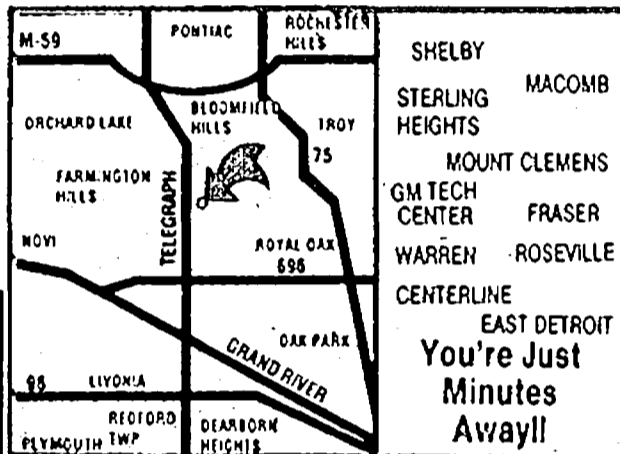 M-59
PONTIAC
ROCHESTER
HILLS
ORCHARD LAKE
BLOOMFIELD
HILLS
TROY
75
FARMINGTON
HILLS
TELEGRAPH
NOVI
ROYAL OAK
696
OAK PARK
GRAND RIVER
96
LIVONIA
REDFORD
TWP
DEARBORN
HEIGHTS
PLYMOUTH
SHELBY
MACOMB
STERLING
HEIGHTS
MOUNT CLEMENS
GM TECH
CENTER
FRASER
WARREN
ROSEVILLE
CENTERLINE
EAST DETROIT
You're Just
Minutes
Away!!